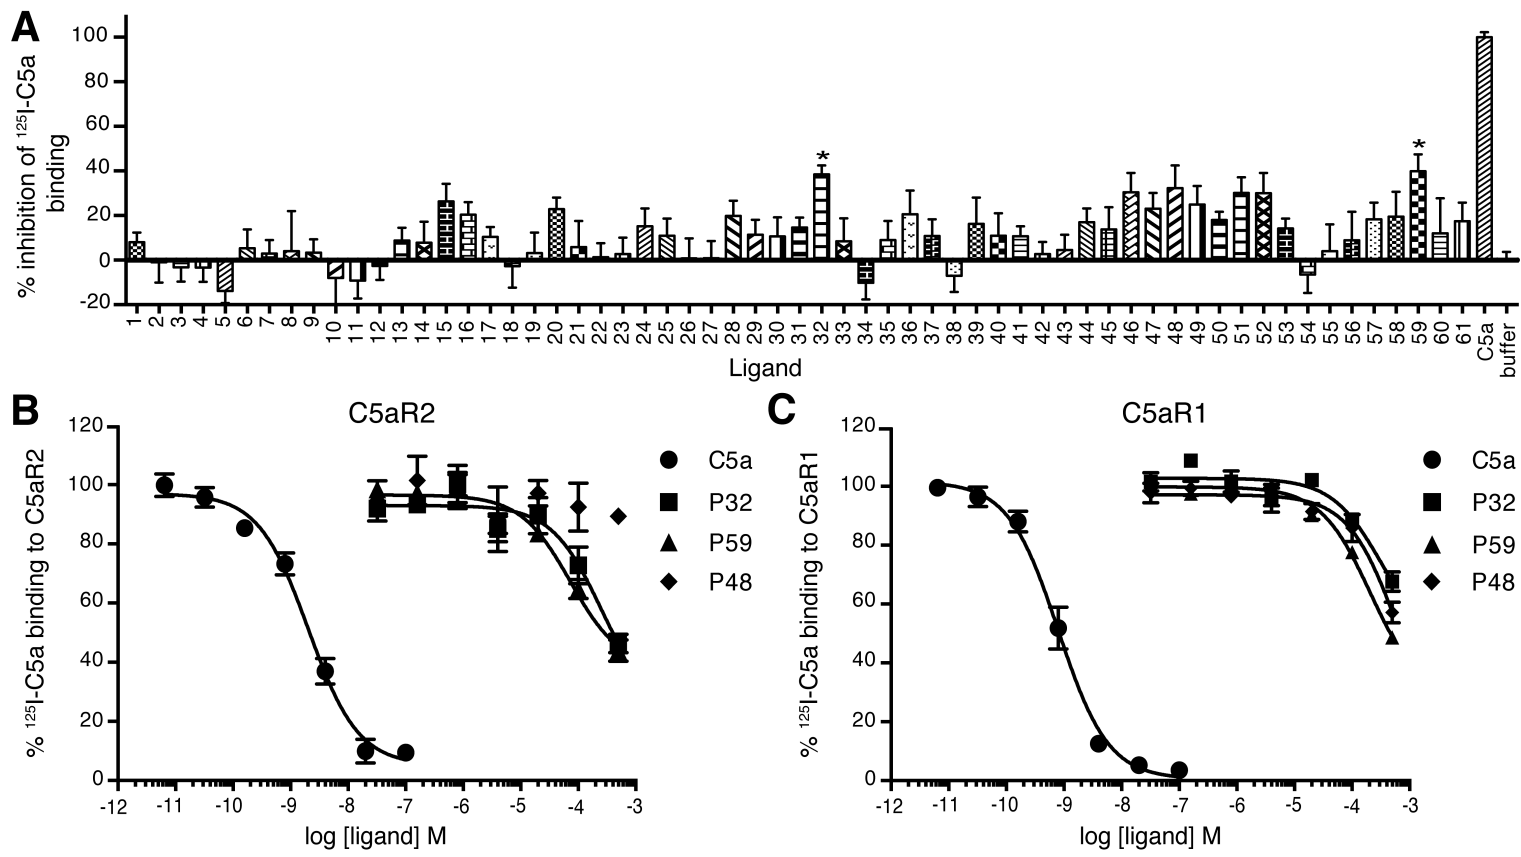 A
% inhibition of ¹²⁵I-C5a
binding
100
80
60
40
20
0
-20
* *
1 2 3 4 5 6 7 8 9 10 11 12 13 14 15 16 17 18 19 20 21 22 23 24 25 26 27 28 29 30 31 32 33 34 35 36 37 38 39 40 41 42 43 44 45 46 47 48 49 50 51 52 53 54 55 56 57 58 59 60 61 C5a buffer
Ligand
B
C5aR2
% ¹²⁵I-C5a binding to C5aR2
120
100
80
60
40
20
0
-12 -11 -10 -9 -8 -7 -6 -5 -4 -3
log [ligand] M
C5a
P32
P59
P48
C
C5aR1
% ¹²⁵I-C5a binding to C5aR1
120
100
80
60
40
20
0
-12 -11 -10 -9 -8 -7 -6 -5 -4 -3
log [ligand] M
C5a
P32
P59
P48